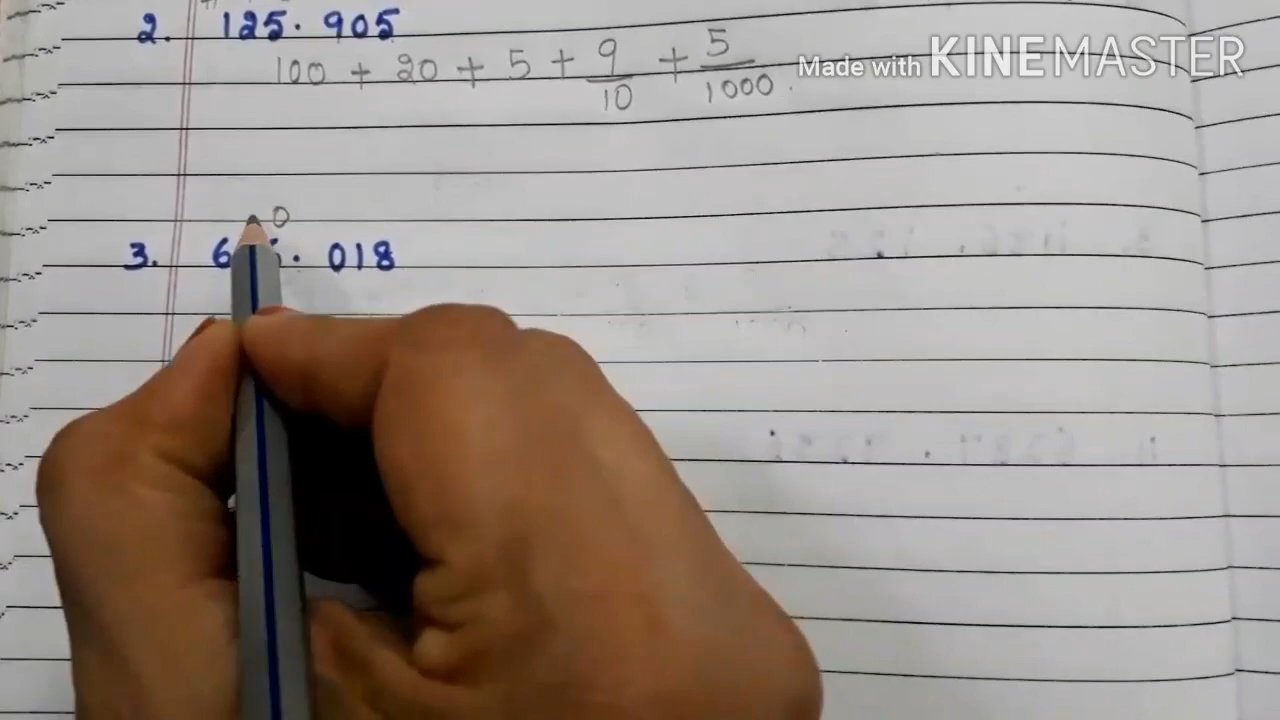 2. 125.905
100 + 20 + 5 + 9/10 + 5/1000.
Made with KINEMASTER
0
3. 6 .018